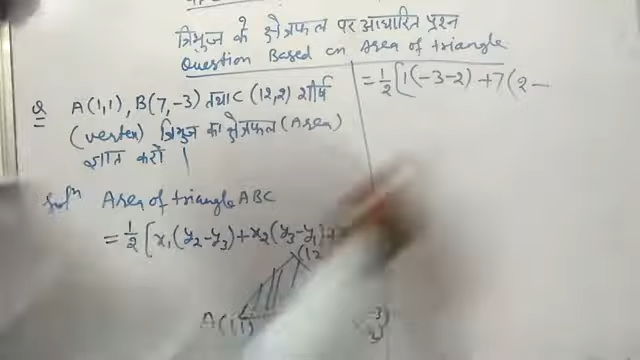 त्रिभुज के क्षेत्रफल पर आधारित प्रश्न
Question Based on Area of triangle
Q A(1,1), B(7,-3) तथा C (12,2) शीर्ष
(vertex) त्रिभुज का क्षेत्रफल (Area)
ज्ञात करो |
Solⁿ Area of triangle ABC
= 1/2 [x₁(y₂-y₃)+x₂(y₃-y₁)+
(12
A(1,1)
-3)
= 1/2 [1(-3-2)+7(2-